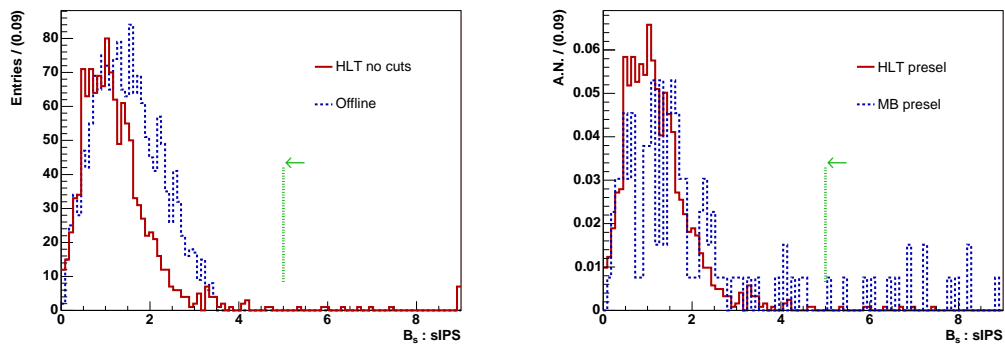 Entries / (0.09)
80
70
60
50
40
30
20
10
0
HLT no cuts
Offline
0 2 4 6 8
Bₛ : sIPS
A.N. / (0.09)
0.06
0.05
0.04
0.03
0.02
0.01
0
HLT presel
MB presel
0 2 4 6 8
Bₛ : sIPS